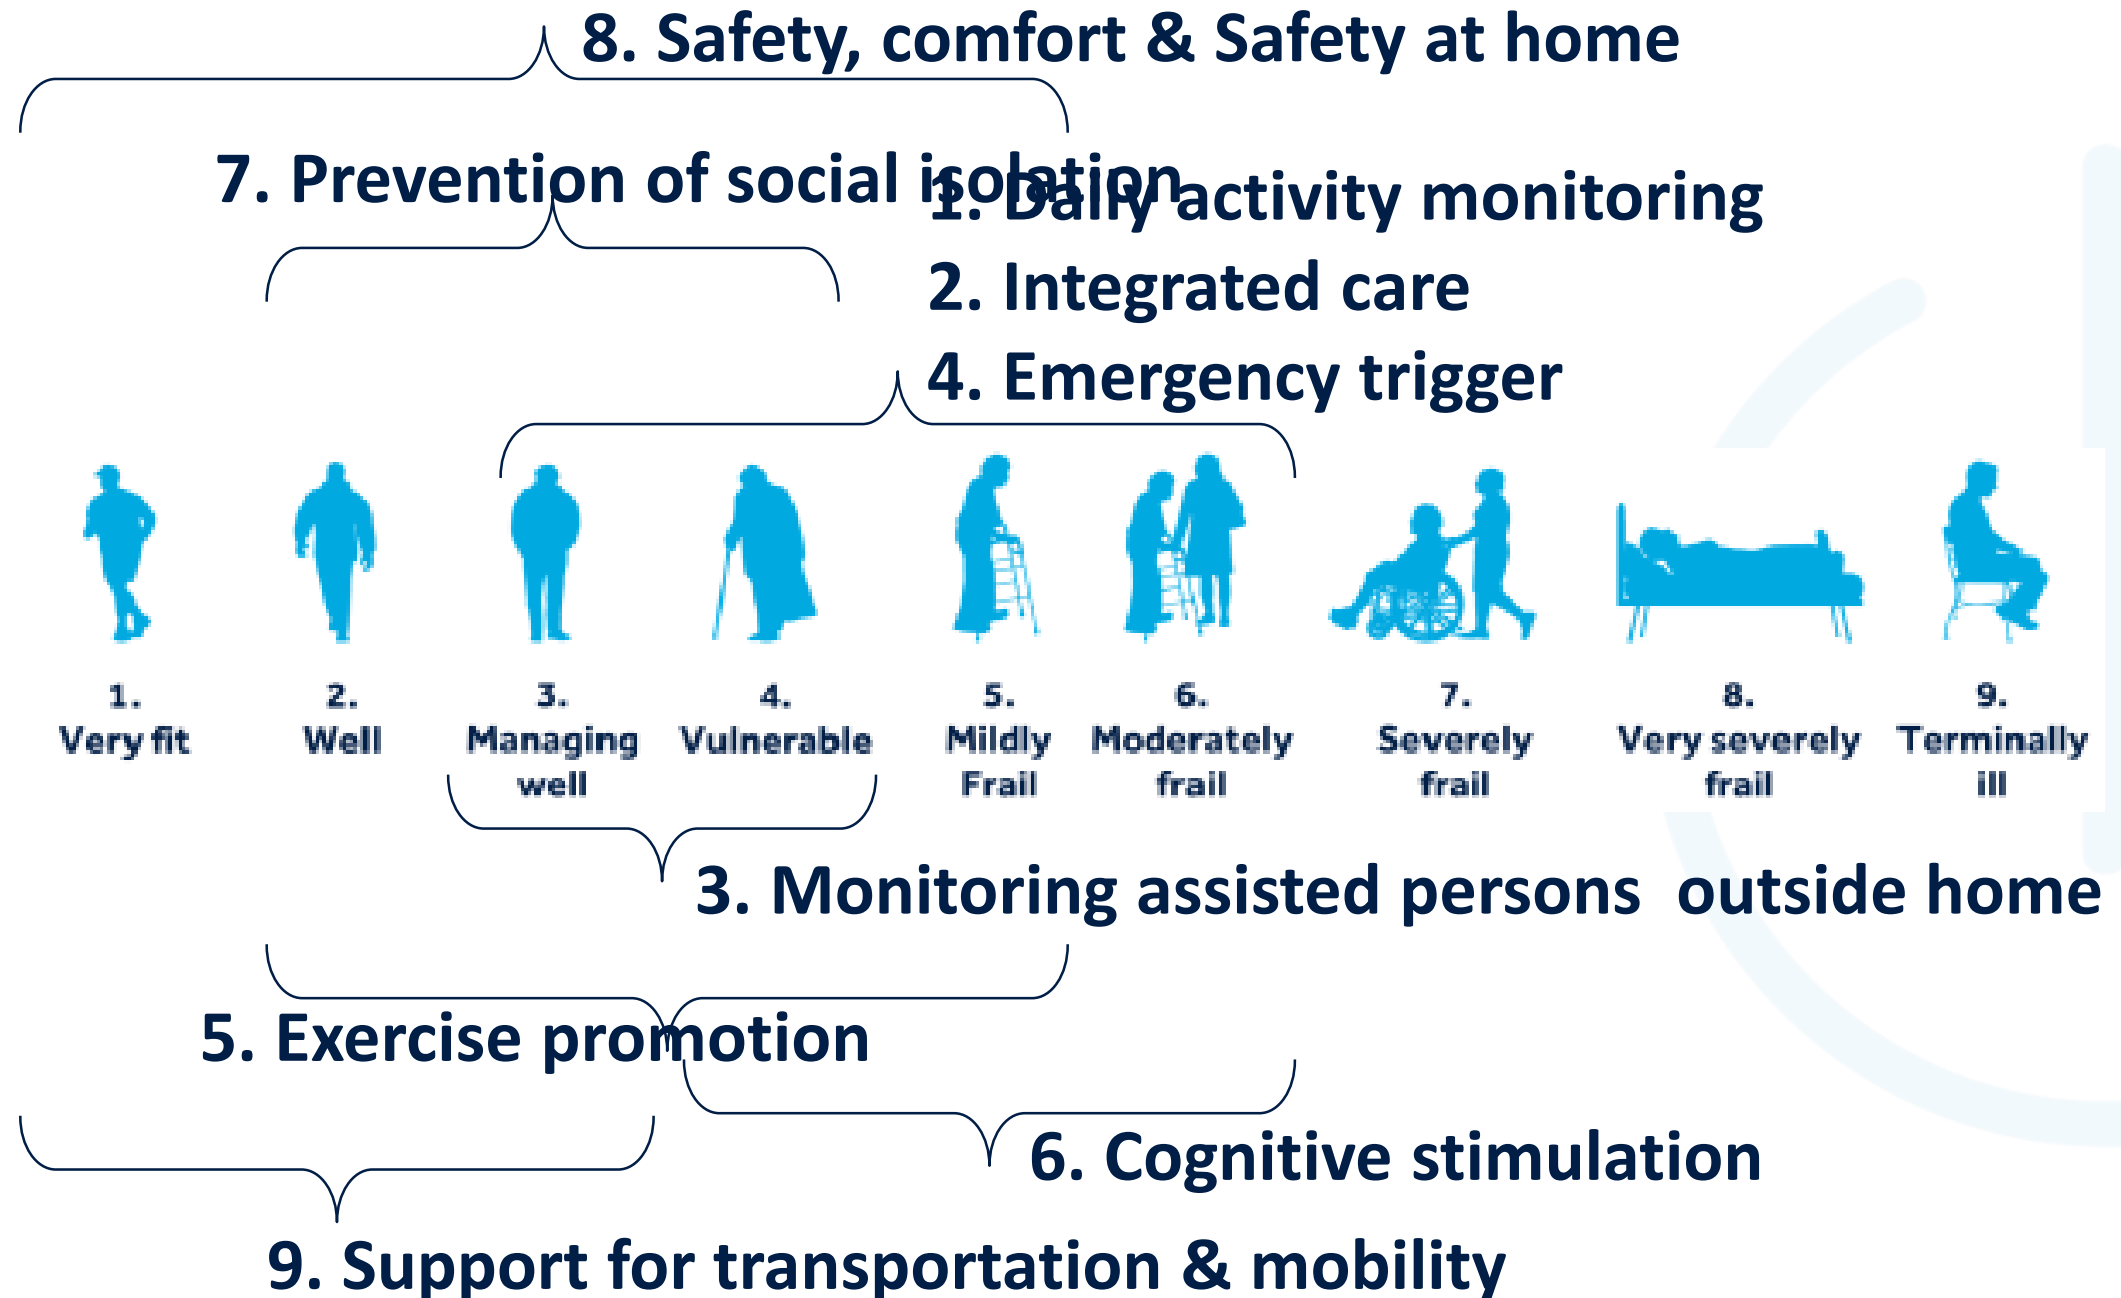 8. Safety, comfort & Safety at home
7. Prevention of social isolation
1. Daily activity monitoring
2. Integrated care
4. Emergency trigger
1.
Very fit
2.
Well
3.
Managing
well
4.
Vulnerable
5.
Mildly
Frail
6.
Moderately
frail
7.
Severely
frail
8.
Very severely
frail
9.
Terminally
ill
3. Monitoring assisted persons  outside home
5. Exercise promotion
6. Cognitive stimulation
9. Support for transportation & mobility